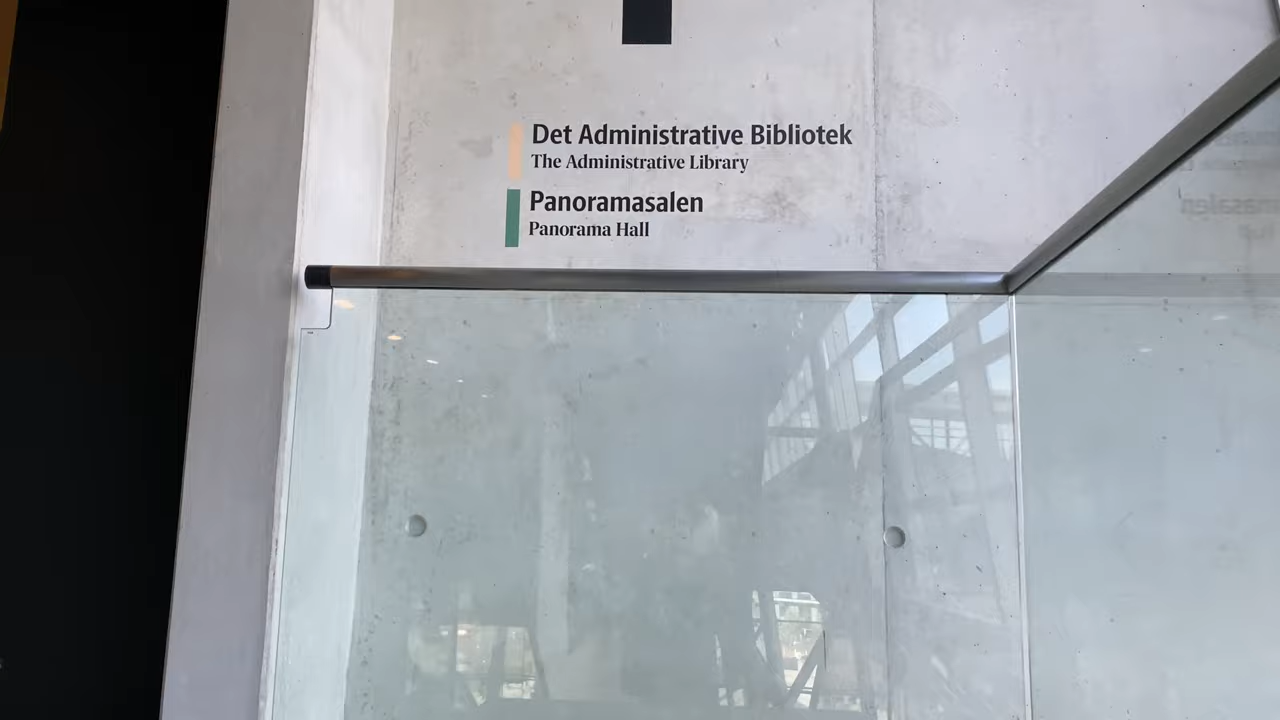 Det Administrative Bibliotek
The Administrative Library
Panoramasalen
Panorama Hall